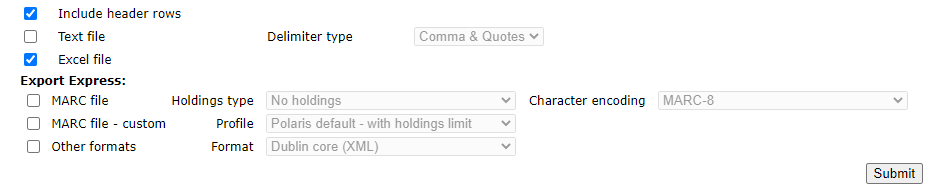 Include header rows
Text file Delimiter type Comma & Quotes
Excel file
Export Express:
MARC file Holdings type No holdings Character encoding MARC-8
MARC file - custom Profile Polaris default - with holdings limit
Other formats Format Dublin core (XML)
Submit